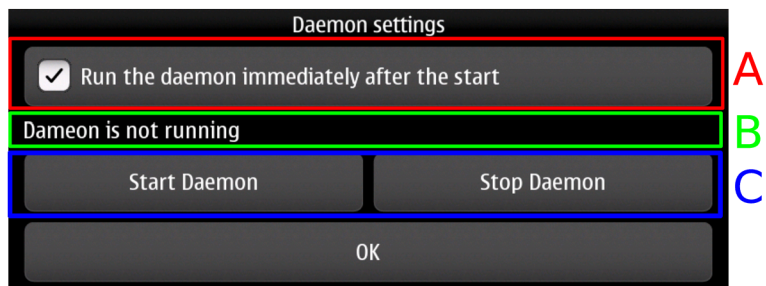 Daemon settings
Run the daemon immediately after the start
A
Dameon is not running
B
Start Daemon Stop Daemon
C
OK